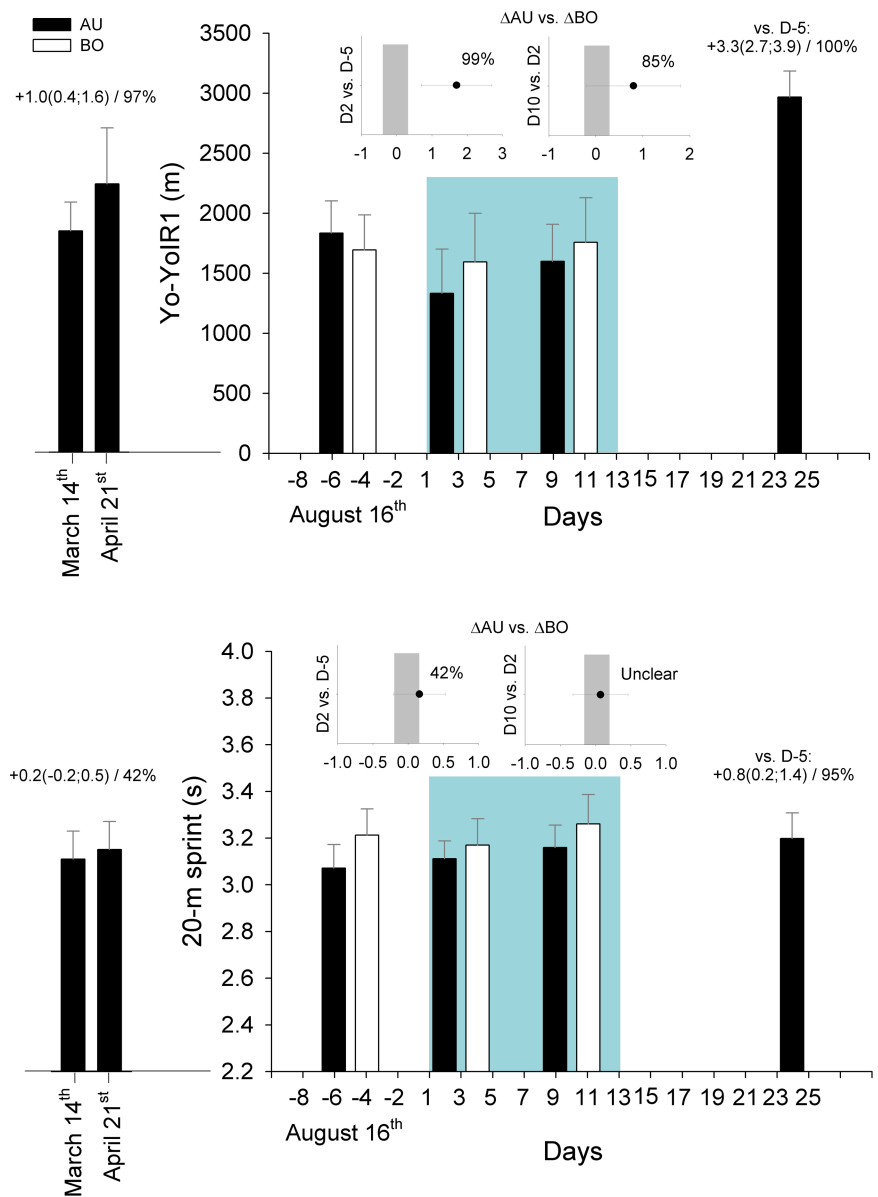 AU
BO
+1.0(0.4;1.6) / 97%
March 14th
April 21st
Yo-YoIR1 (m)
3500
3000
2500
2000
1500
1000
500
0
ΔAU vs. ΔBO
D2 vs. D-5
99%
-1 0 1 2 3
D10 vs. D2
85%
-1 0 1 2
vs. D-5:
+3.3(2.7;3.9) / 100%
-8 -6 -4 -2 1 3 5 7 9 11 13 15 17 19 21 23 25
August 16th
Days
+0.2(-0.2;0.5) / 42%
March 14th
April 21st
20-m sprint (s)
4.0
3.8
3.6
3.4
3.2
3.0
2.8
2.6
2.4
2.2
ΔAU vs. ΔBO
D2 vs. D-5
42%
-1.0 -0.5 0.0 0.5 1.0
D10 vs. D2
Unclear
-1.0 -0.5 0.0 0.5 1.0
vs. D-5:
+0.8(0.2;1.4) / 95%
-8 -6 -4 -2 1 3 5 7 9 11 13 15 17 19 21 23 25
August 16th
Days